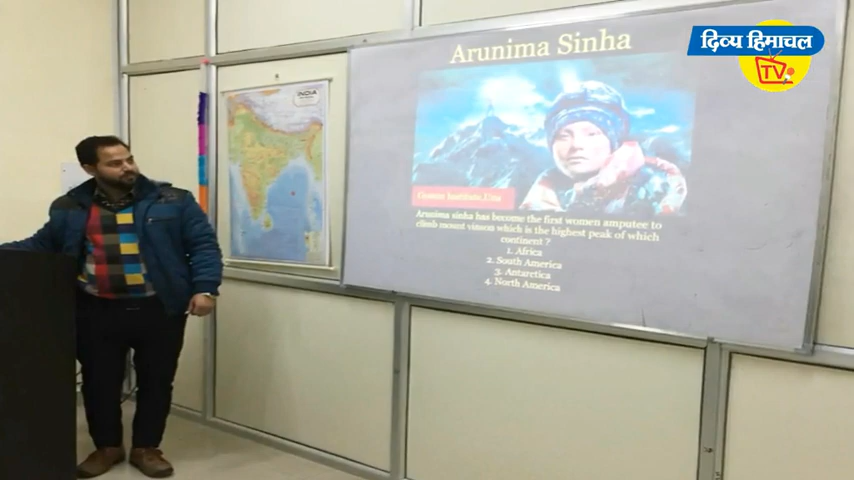 Arunima Sinha
दिव्य हिमाचल
TV
INDIA
Arunima sinha has become the first women amputee to
climb mount vinson which is the highest peak of which
continent ?
1. Africa
2. South America
3. Antarctica
4. North America